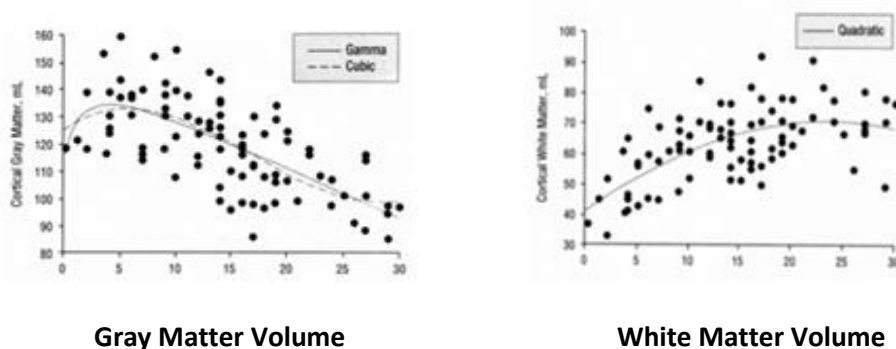 160
150
140
130
120
110
100
90
80
Cortical Gray Matter, mL
Gamma
Cubic
0 5 10 15 20 25 30
100
90
80
70
60
50
40
30
Cortical White Matter, mL
Quadratic
0 5 10 15 20 25 30
Gray Matter Volume
White Matter Volume